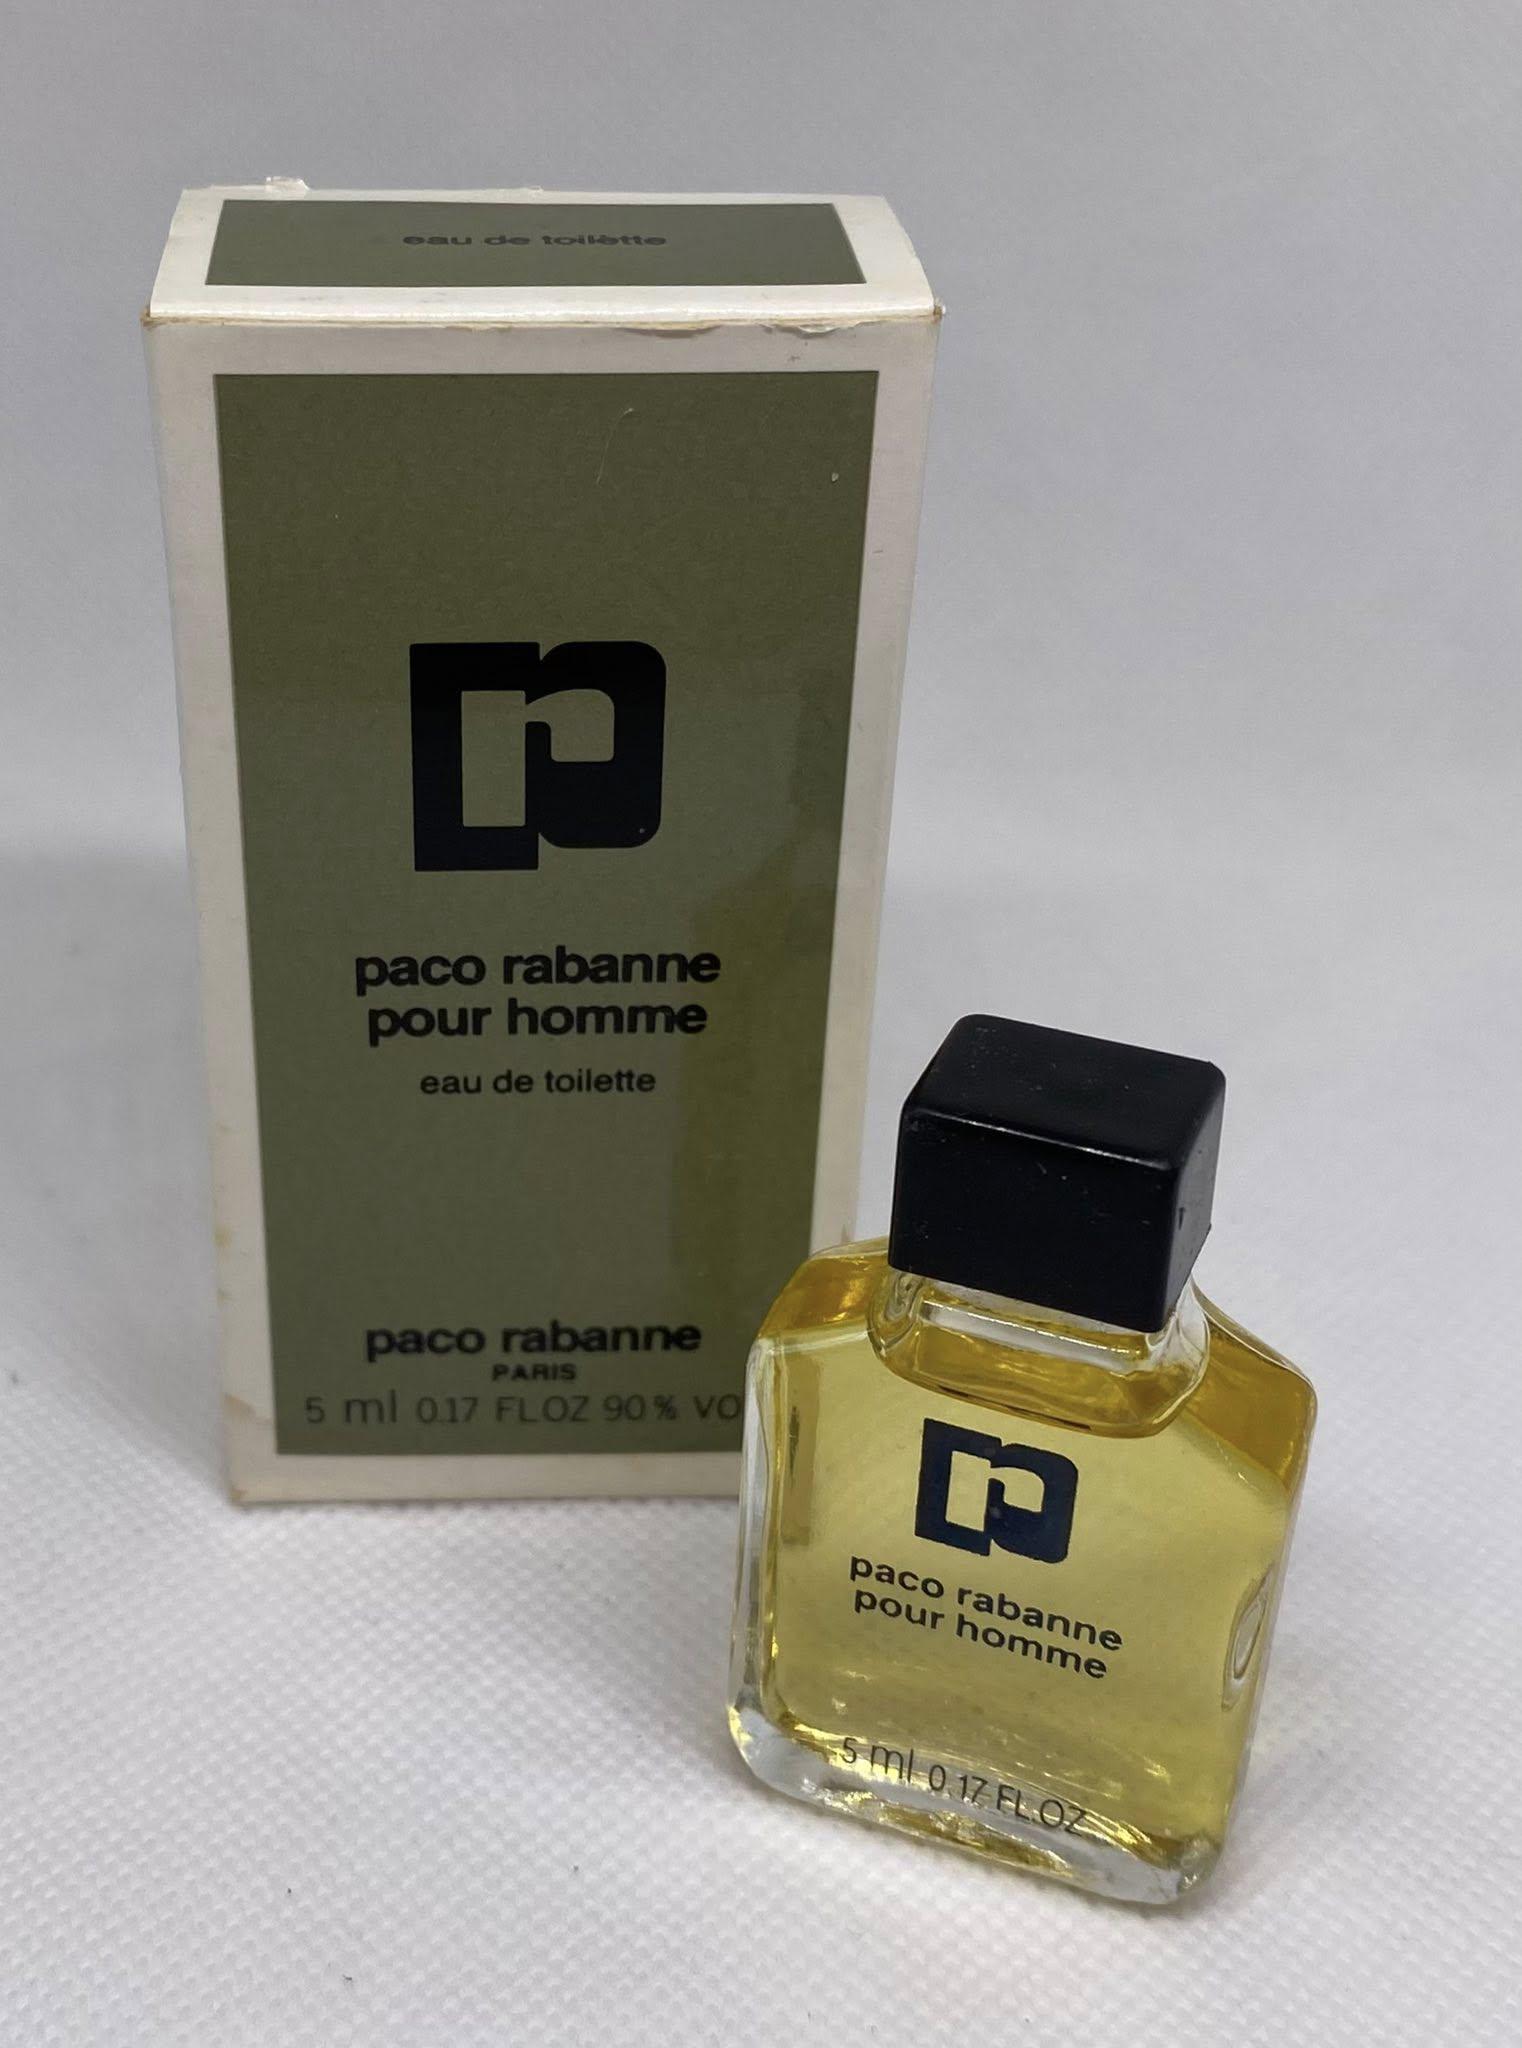 eau de toilette
paco rabanne
pour homme
eau de toilette
paco rabanne
PARIS
5 ml 0.17 FL OZ 90% VO
paco rabanne
pour homme
5 ml 0.17 FL.OZ